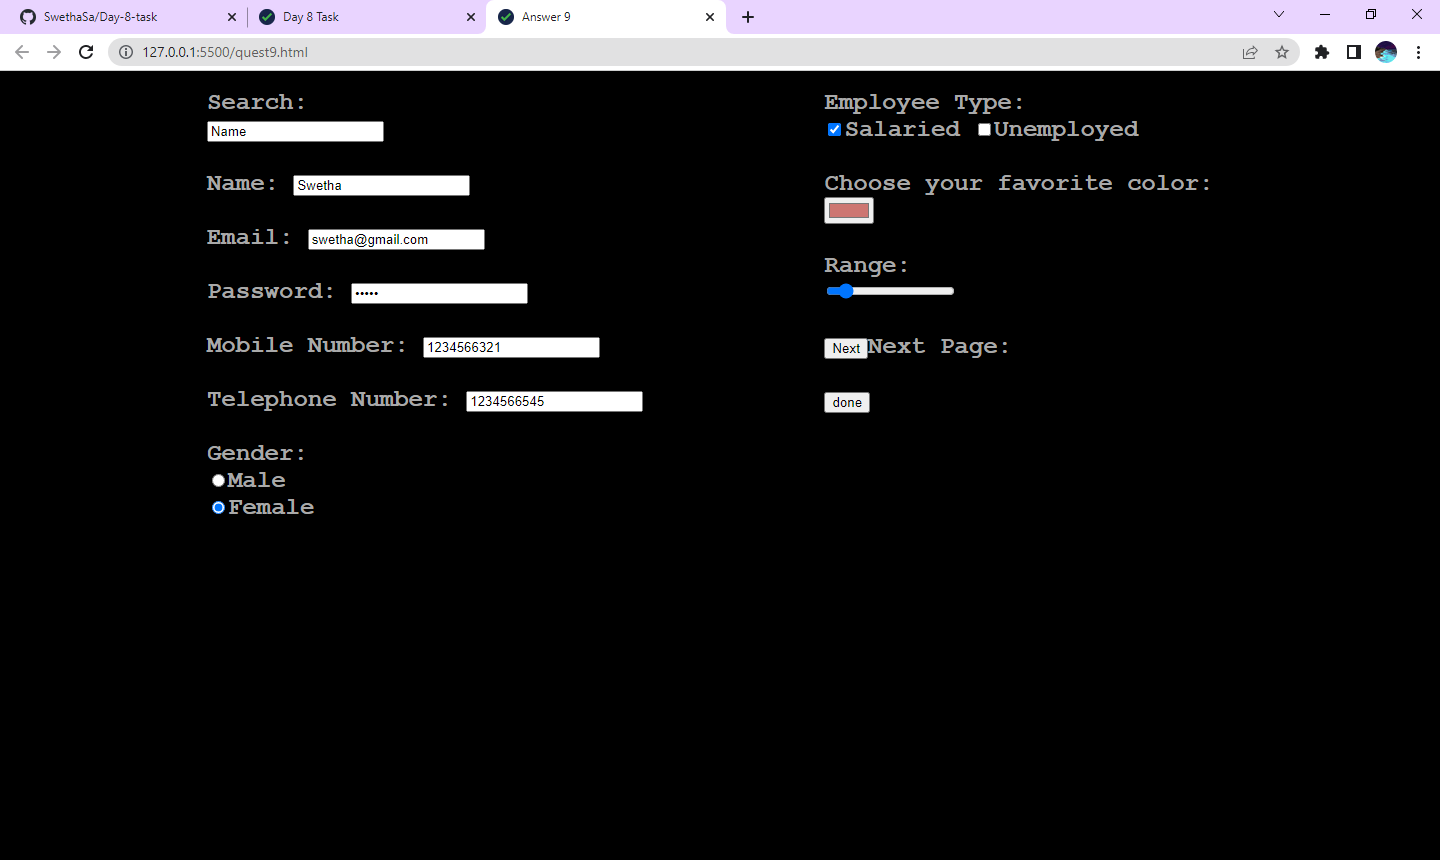 SwethaSa/Day-8-task
Day 8 Task
Answer 9
127.0.0.1:5500/quest9.html
Search:
Name
Name: Swetha
Email: swetha@gmail.com
Password: •••••
Mobile Number: 1234566321
Telephone Number: 1234566545
Gender:
Male
Female
Employee Type:
Salaried Unemployed
Choose your favorite color:
Range:
Next Next Page:
done